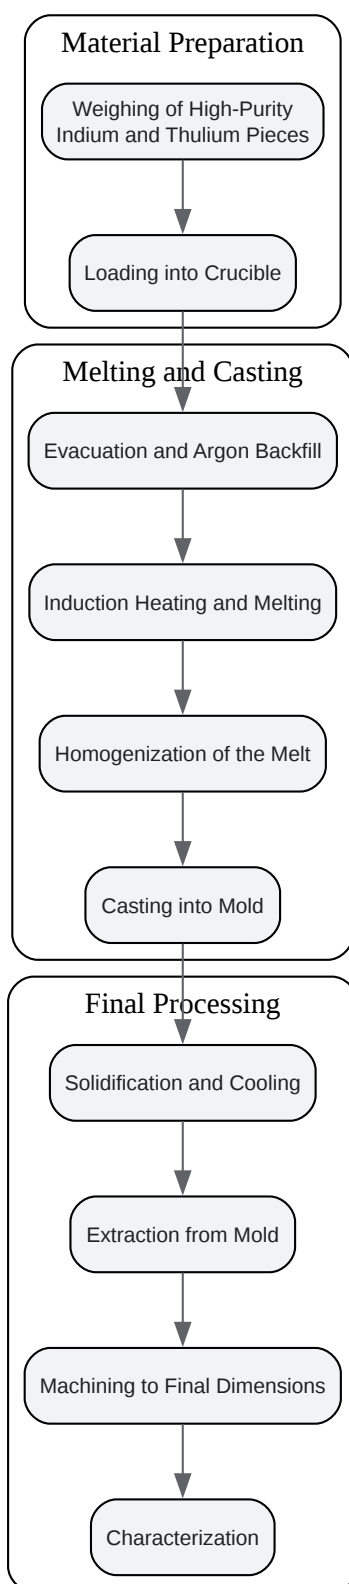 Material Preparation
Weighing of High-Purity
Indium and Thulium Pieces
Loading into Crucible
Melting and Casting
Evacuation and Argon Backfill
Induction Heating and Melting
Homogenization of the Melt
Casting into Mold
Final Processing
Solidification and Cooling
Extraction from Mold
Machining to Final Dimensions
Characterization